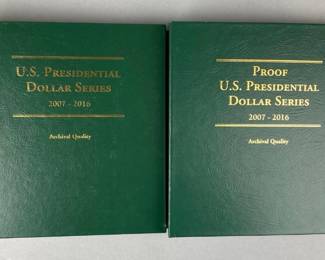 U.S. Presidential
Dollar Series
2007 - 2016
Archival Quality
Proof
U.S. Presidential
Dollar Series
2007 - 2016
Archival Quality